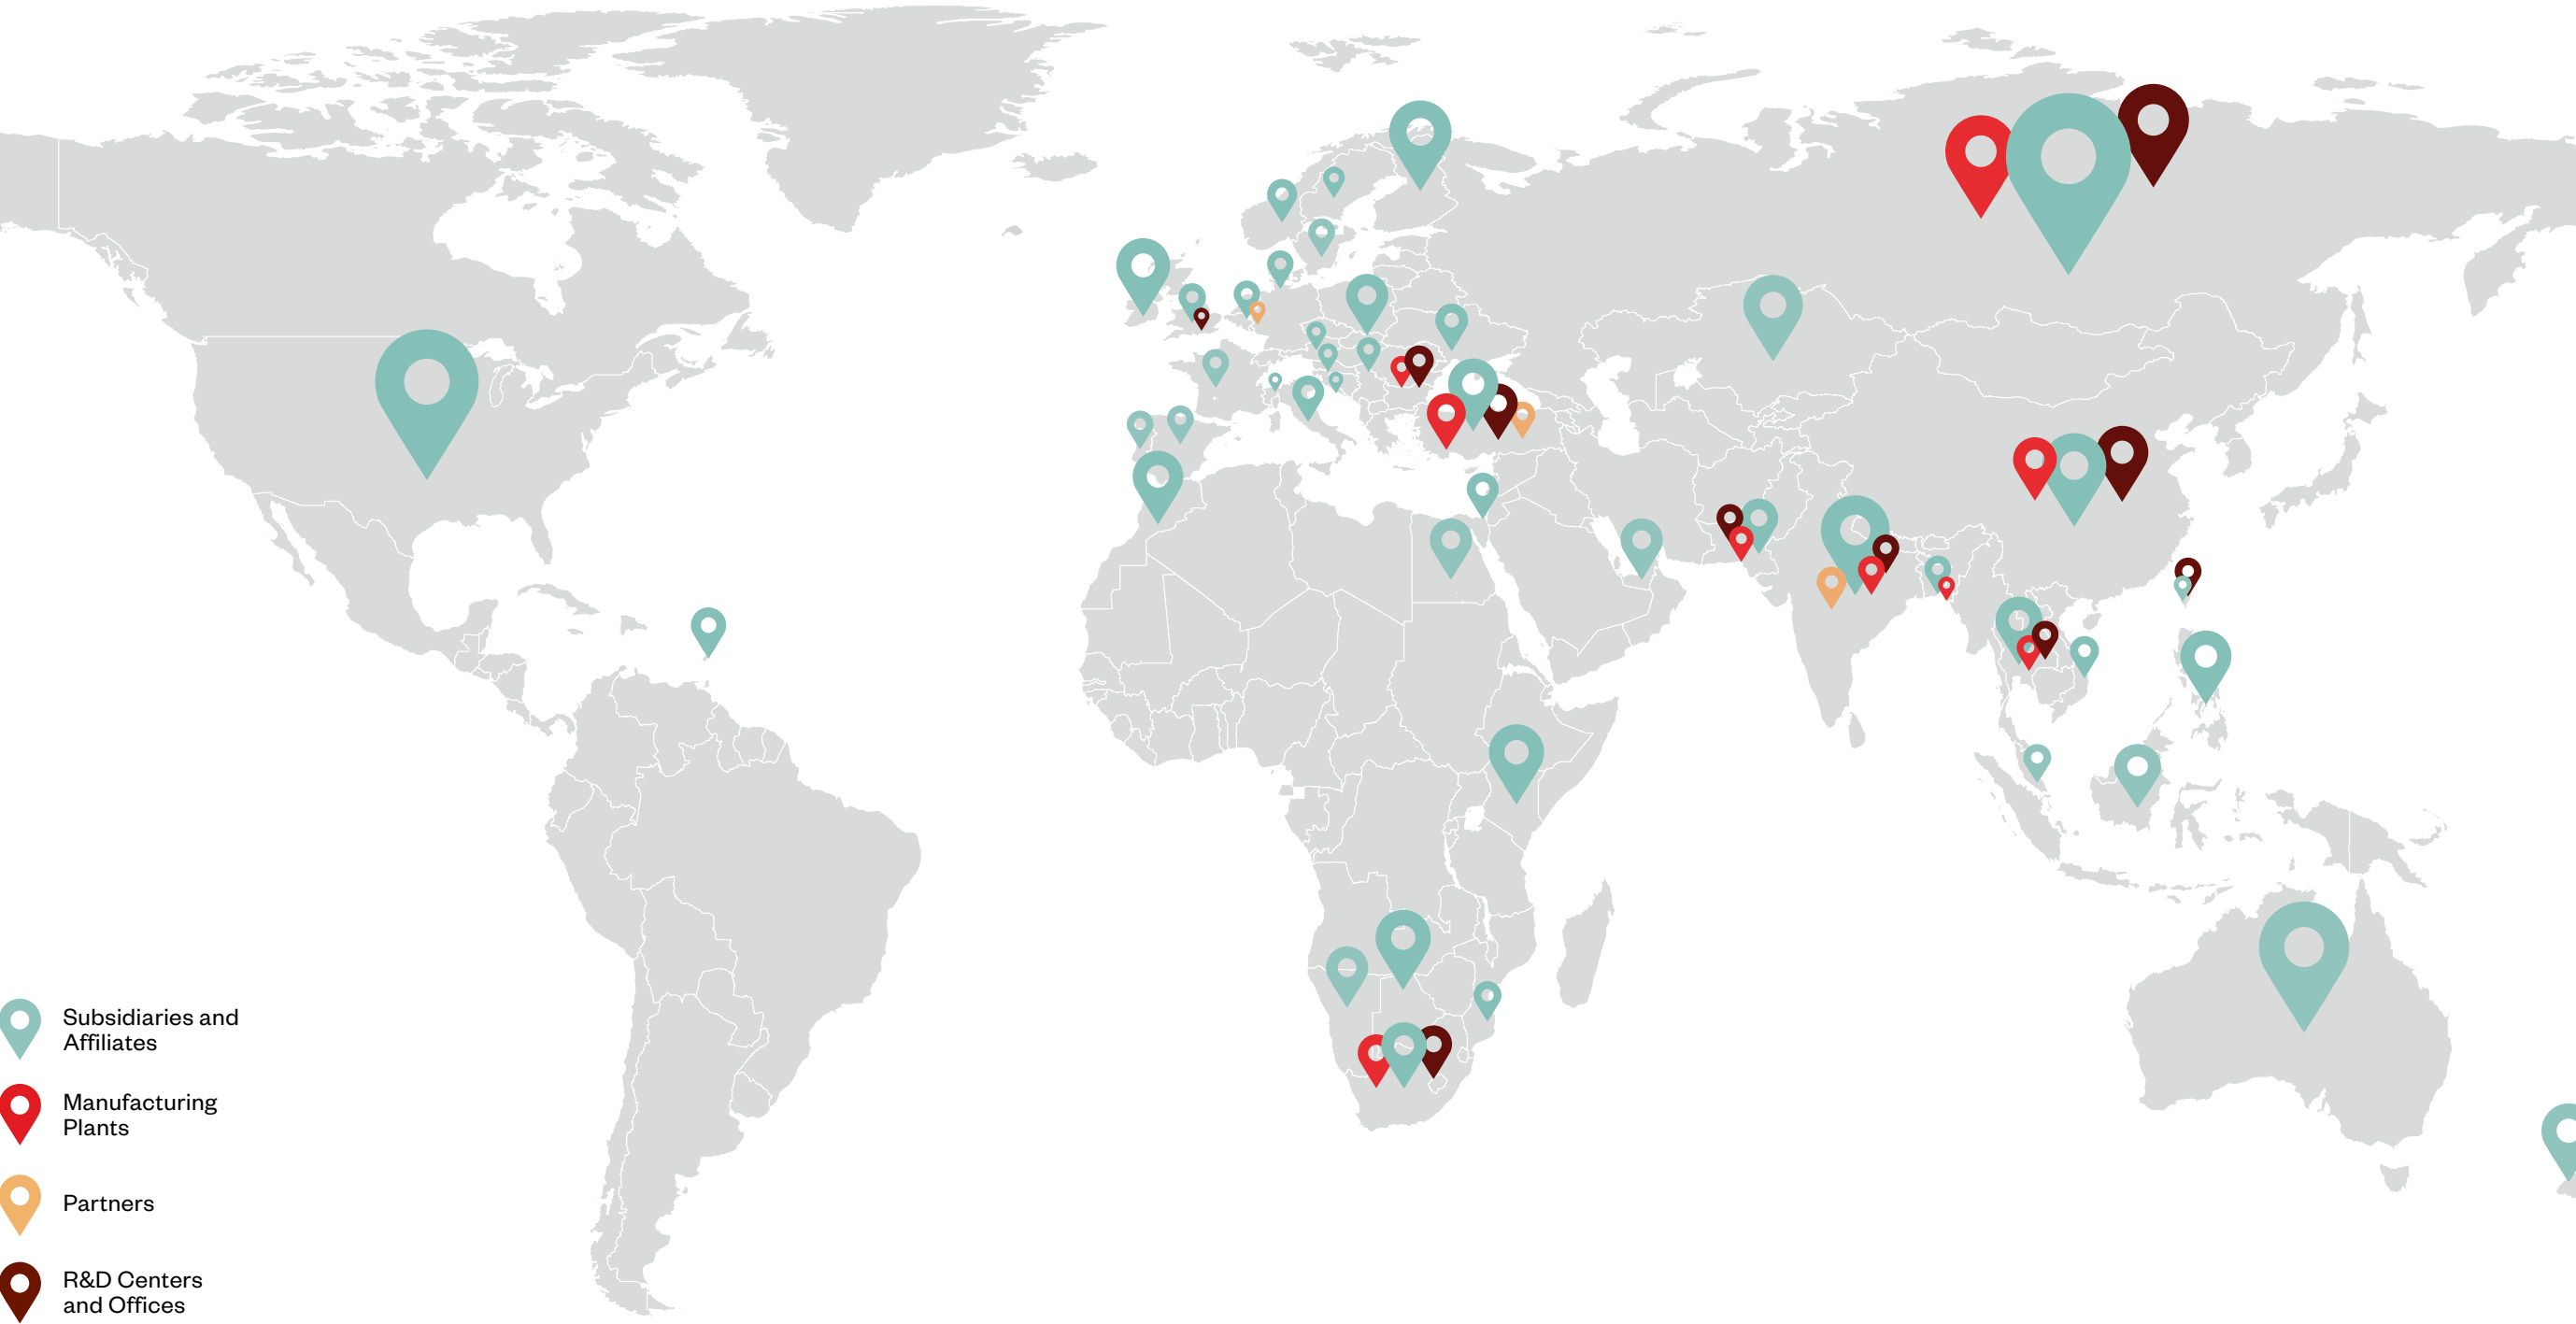 Subsidiaries and
Affiliates
Manufacturing
Plants
Partners
R&D Centers
and Offices